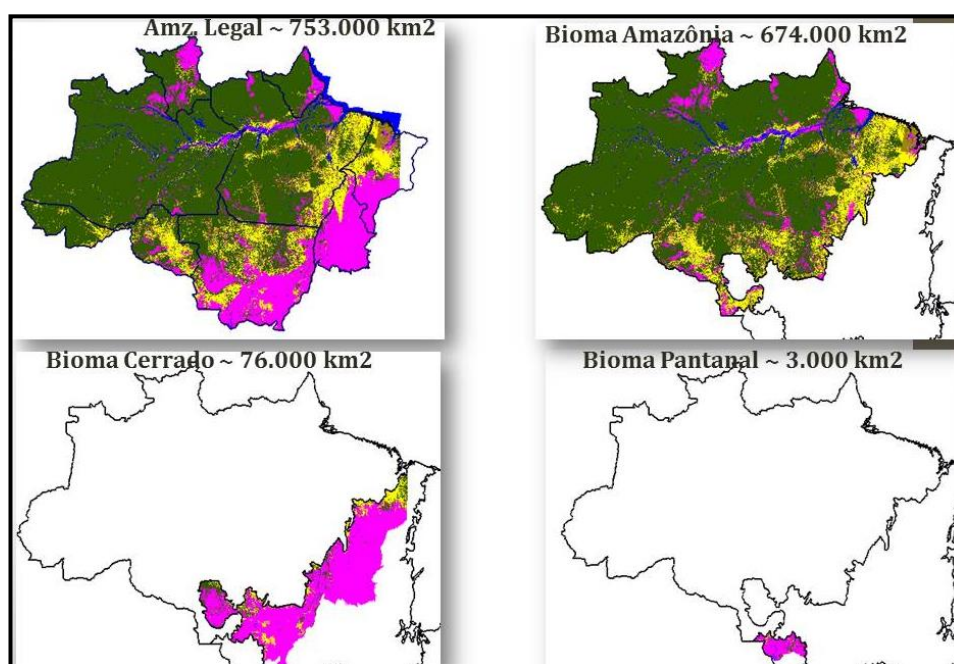 Amz. Legal ~ 753.000 km2
Bioma Amazônia ~ 674.000 km2
Bioma Cerrado ~ 76.000 km2
Bioma Pantanal ~ 3.000 km2